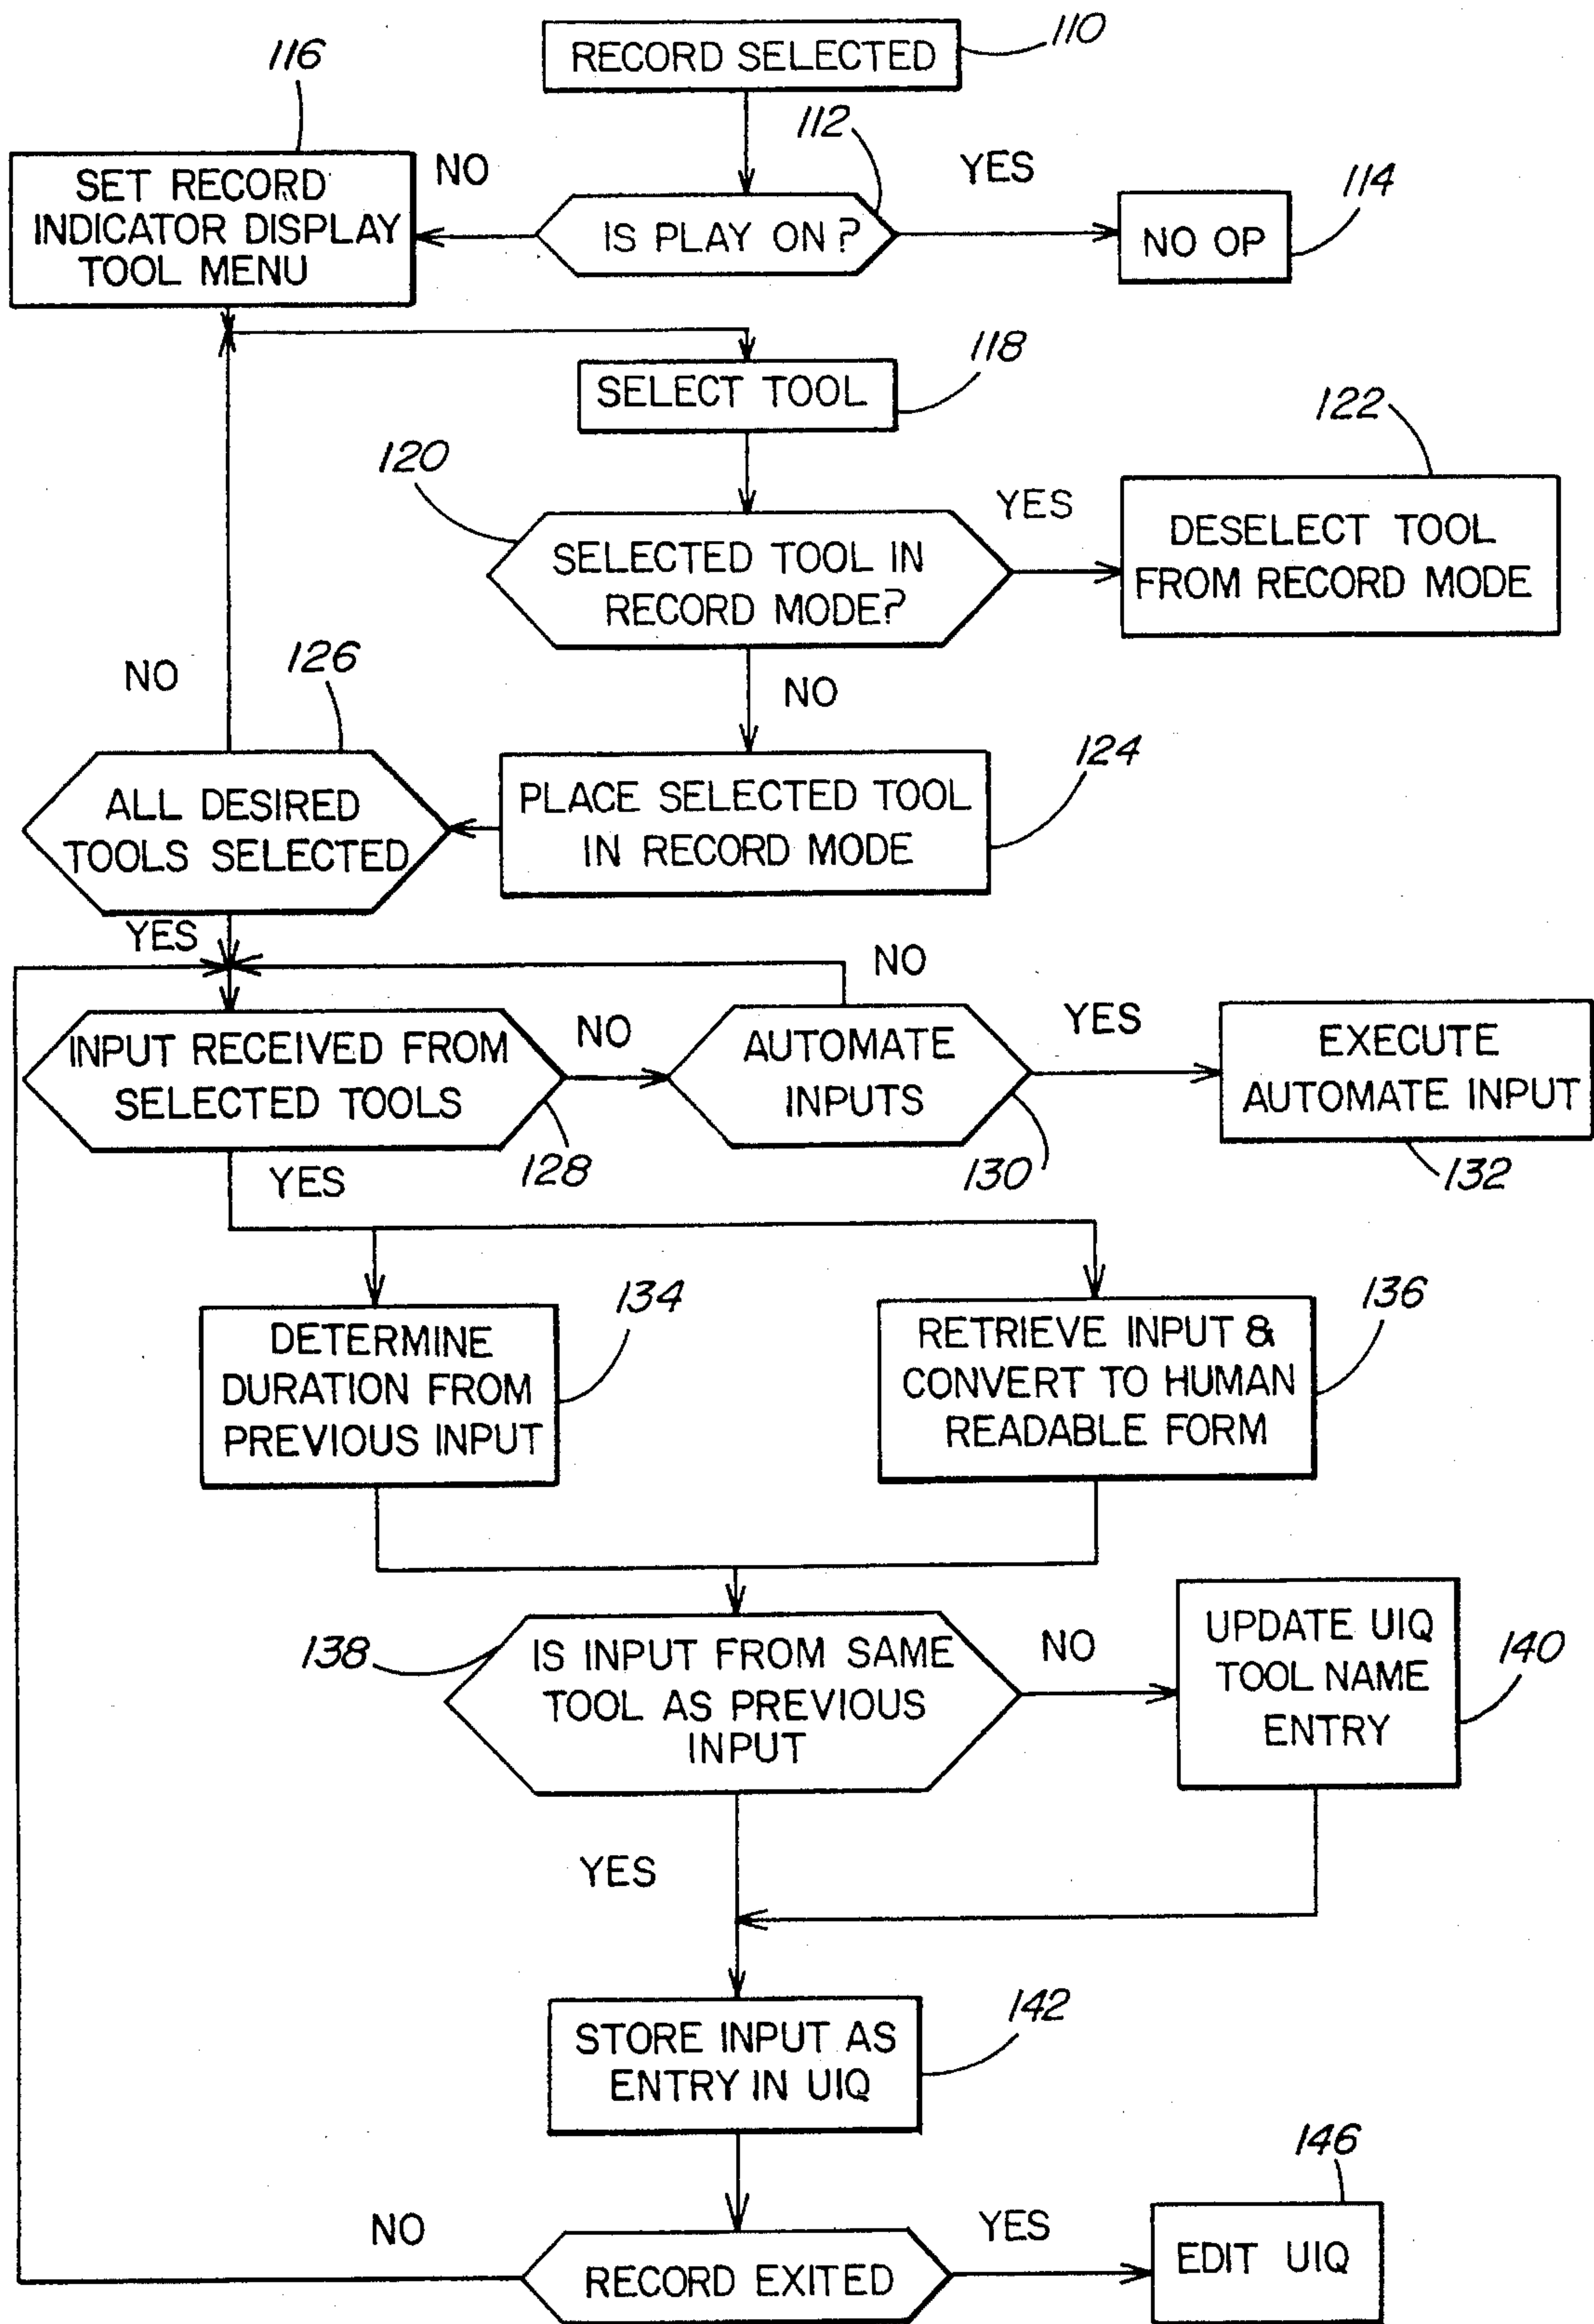 110
RECORD SELECTED
116
112
NO
YES
114
SET RECORD
INDICATOR DISPLAY
TOOL MENU
IS PLAY ON?
NO OP
118
SELECT TOOL
122
120
YES
SELECTED TOOL IN
RECORD MODE?
DESELECT TOOL
FROM RECORD MODE
NO
126
NO
124
ALL DESIRED
TOOLS SELECTED
PLACE SELECTED TOOL
IN RECORD MODE
YES
NO
INPUT RECEIVED FROM
SELECTED TOOLS
NO
AUTOMATE
INPUTS
YES
EXECUTE
AUTOMATE INPUT
128
130
132
YES
134
136
DETERMINE
DURATION FROM
PREVIOUS INPUT
RETRIEVE INPUT &
CONVERT TO HUMAN
READABLE FORM
138
IS INPUT FROM SAME
TOOL AS PREVIOUS
INPUT
NO
UPDATE UIQ
TOOL NAME
ENTRY
140
YES
142
STORE INPUT AS
ENTRY IN UIQ
146
NO
YES
RECORD EXITED
EDIT UIQ